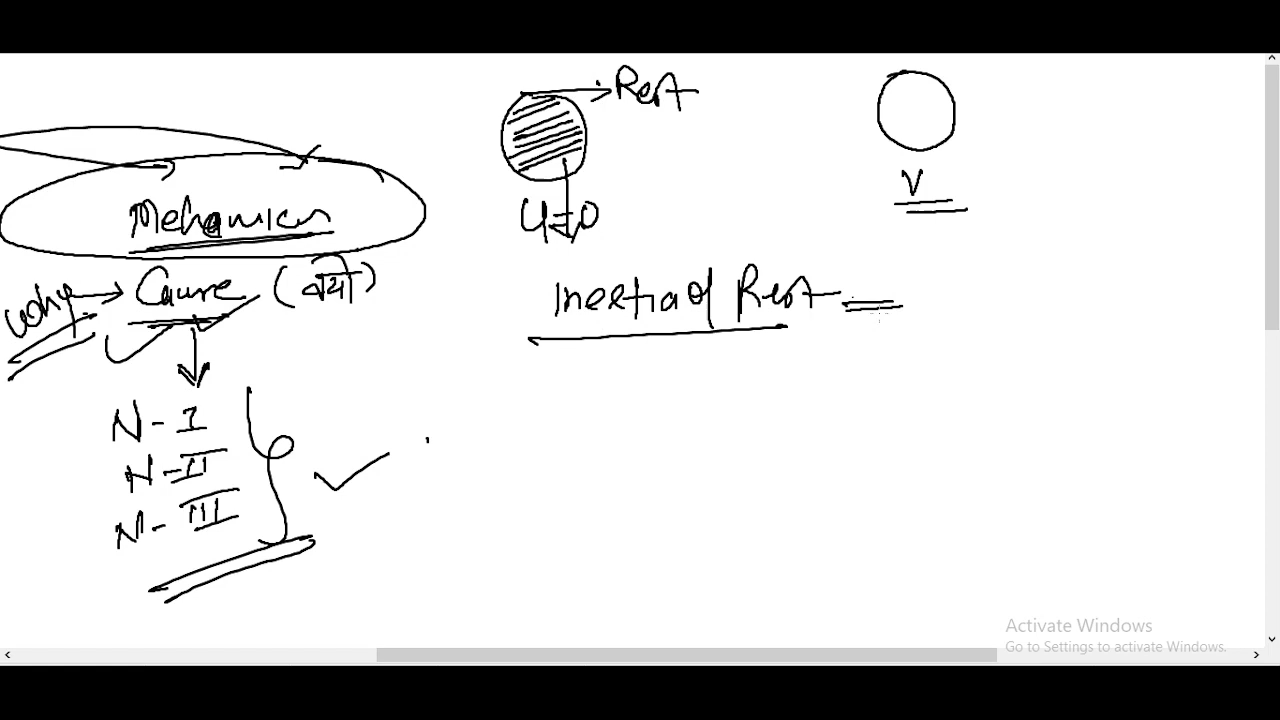 Rest
Mehanics
U=0
V
why → Cause (क्यों)
Inertia of Rest
N - I
N - II
N - III
Activate Windows
Go to Settings to activate Windows.